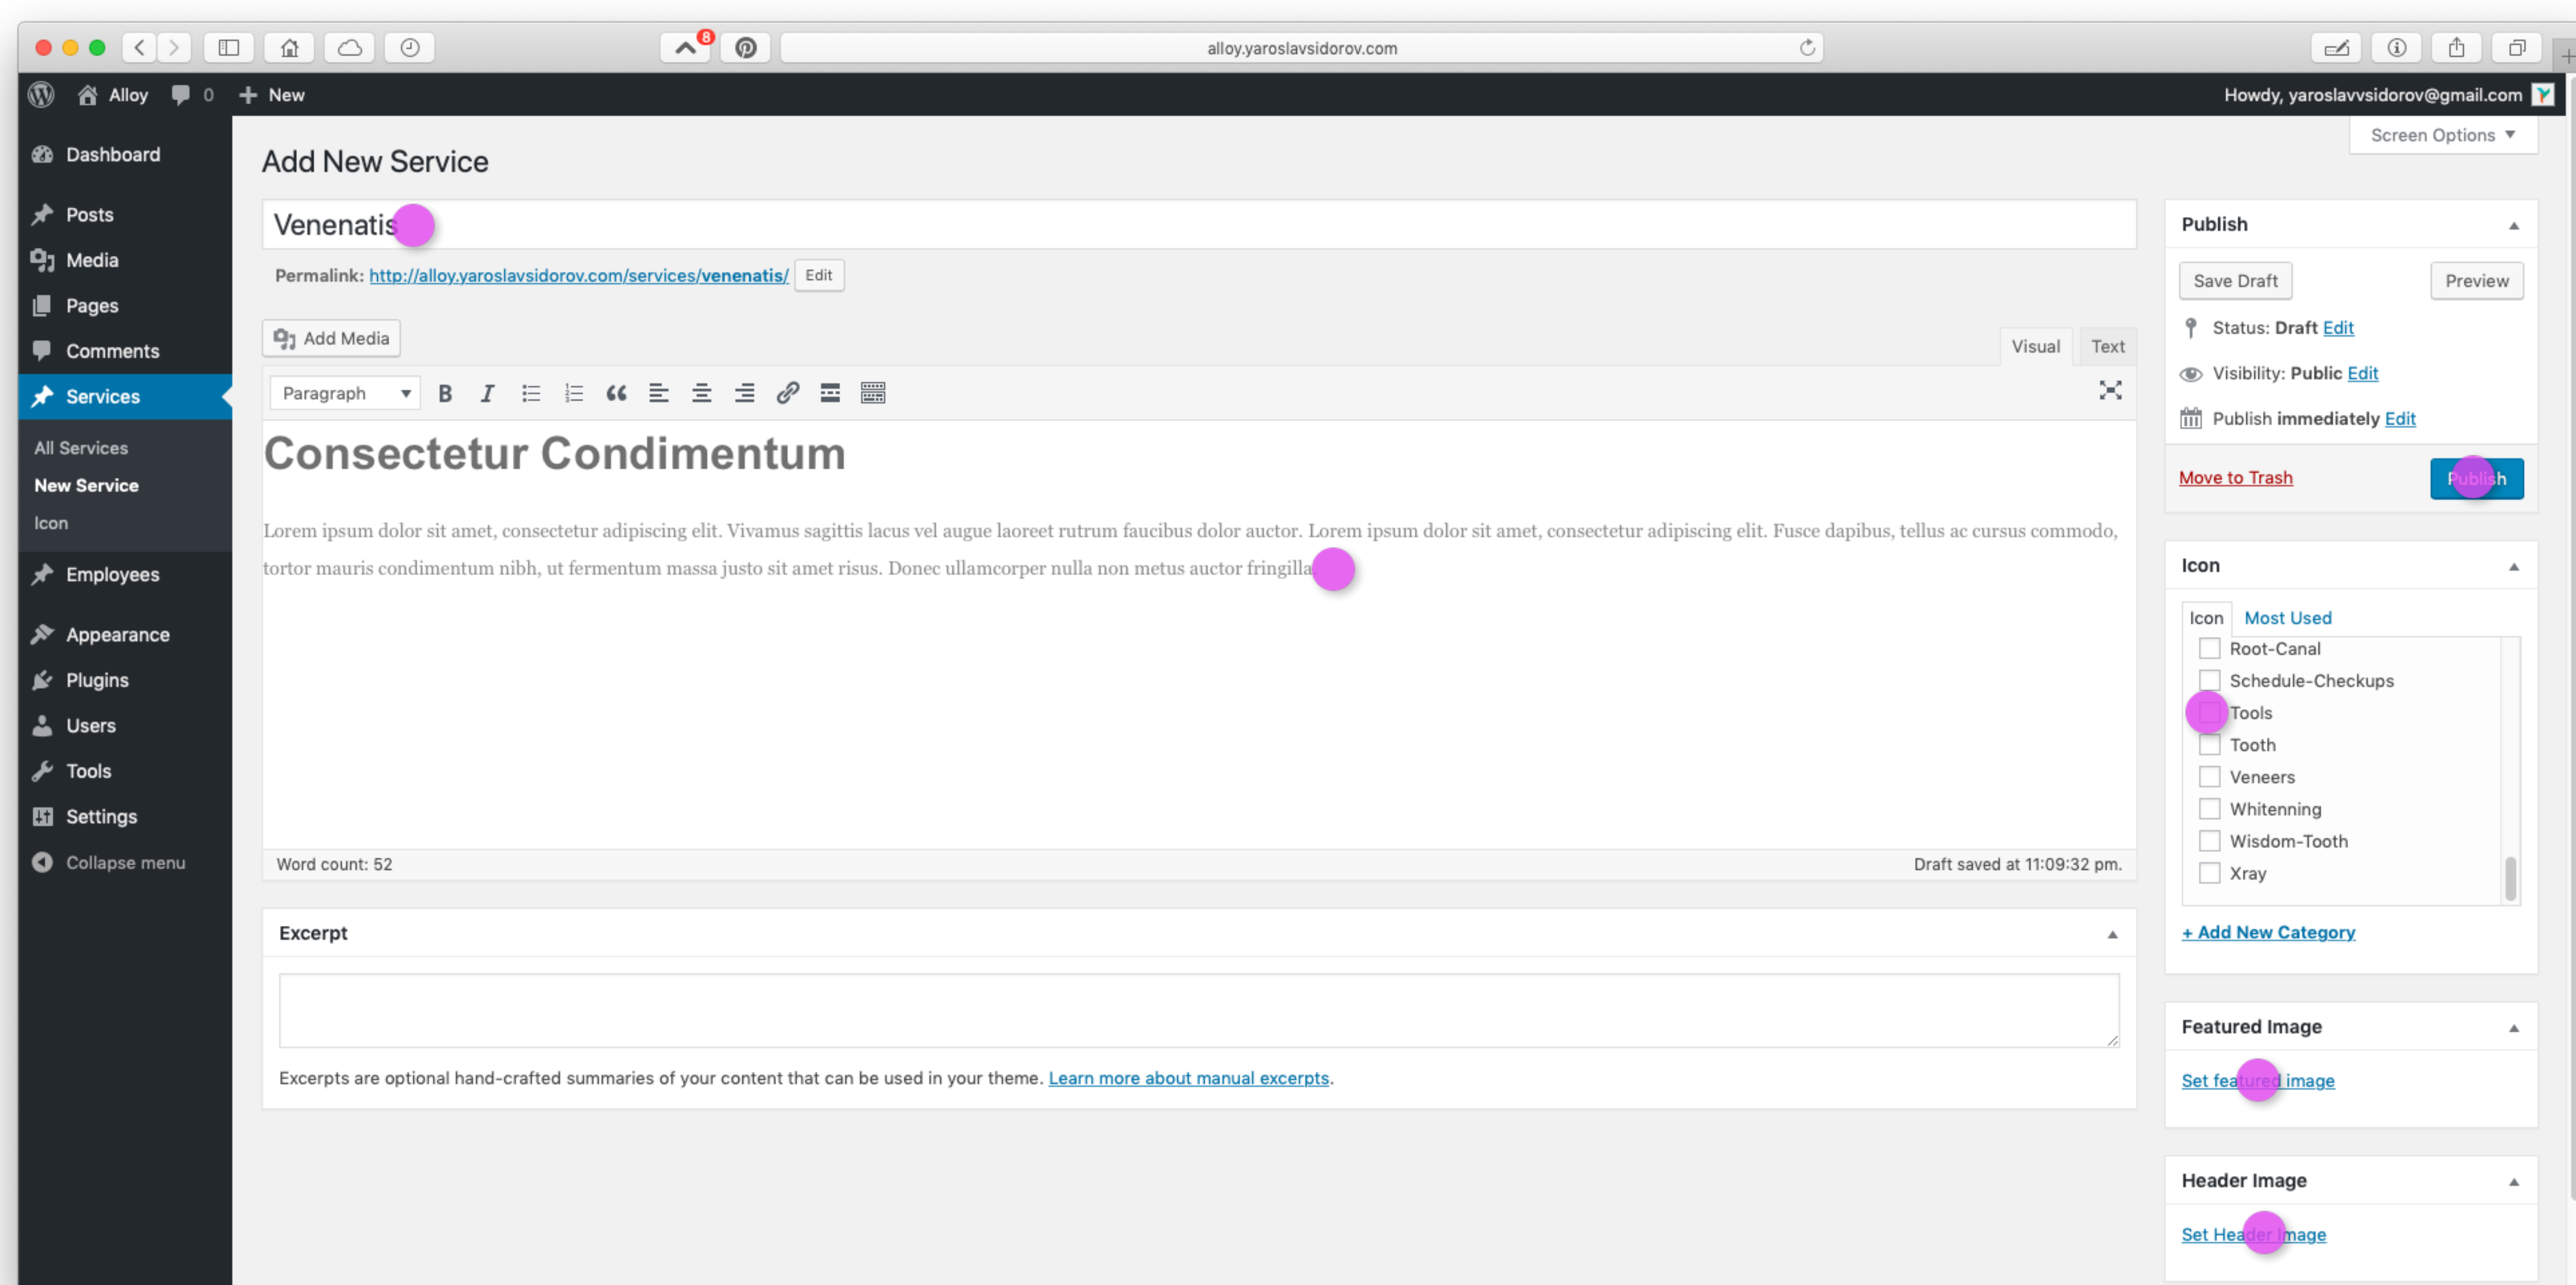 8
alloy.yaroslavsidorov.com
Alloy 0 New
Howdy, yaroslavvsidorov@gmail.com
Screen Options
Dashboard
Posts
Media
Pages
Comments
Services
All Services
New Service
Icon
Employees
Appearance
Plugins
Users
Tools
Settings
Collapse menu
Add New Service
Venenatis
Permalink: http://alloy.yaroslavsidorov.com/services/venenatis/ Edit
Add Media
Visual Text
Paragraph
Consectetur Condimentum
Lorem ipsum dolor sit amet, consectetur adipiscing elit. Vivamus sagittis lacus vel augue laoreet rutrum faucibus dolor auctor. Lorem ipsum dolor sit amet, consectetur adipiscing elit. Fusce dapibus, tellus ac cursus commodo,
tortor mauris condimentum nibh, ut fermentum massa justo sit amet risus. Donec ullamcorper nulla non metus auctor fringilla.
Word count: 52
Draft saved at 11:09:32 pm.
Excerpt
Excerpts are optional hand-crafted summaries of your content that can be used in your theme. Learn more about manual excerpts.
Publish
Save Draft Preview
Status: Draft Edit
Visibility: Public Edit
Publish immediately Edit
Move to Trash Publish
Icon
Icon Most Used
Root-Canal
Schedule-Checkups
Tools
Tooth
Veneers
Whitenning
Wisdom-Tooth
Xray
+ Add New Category
Featured Image
Set featured image
Header Image
Set Header Image